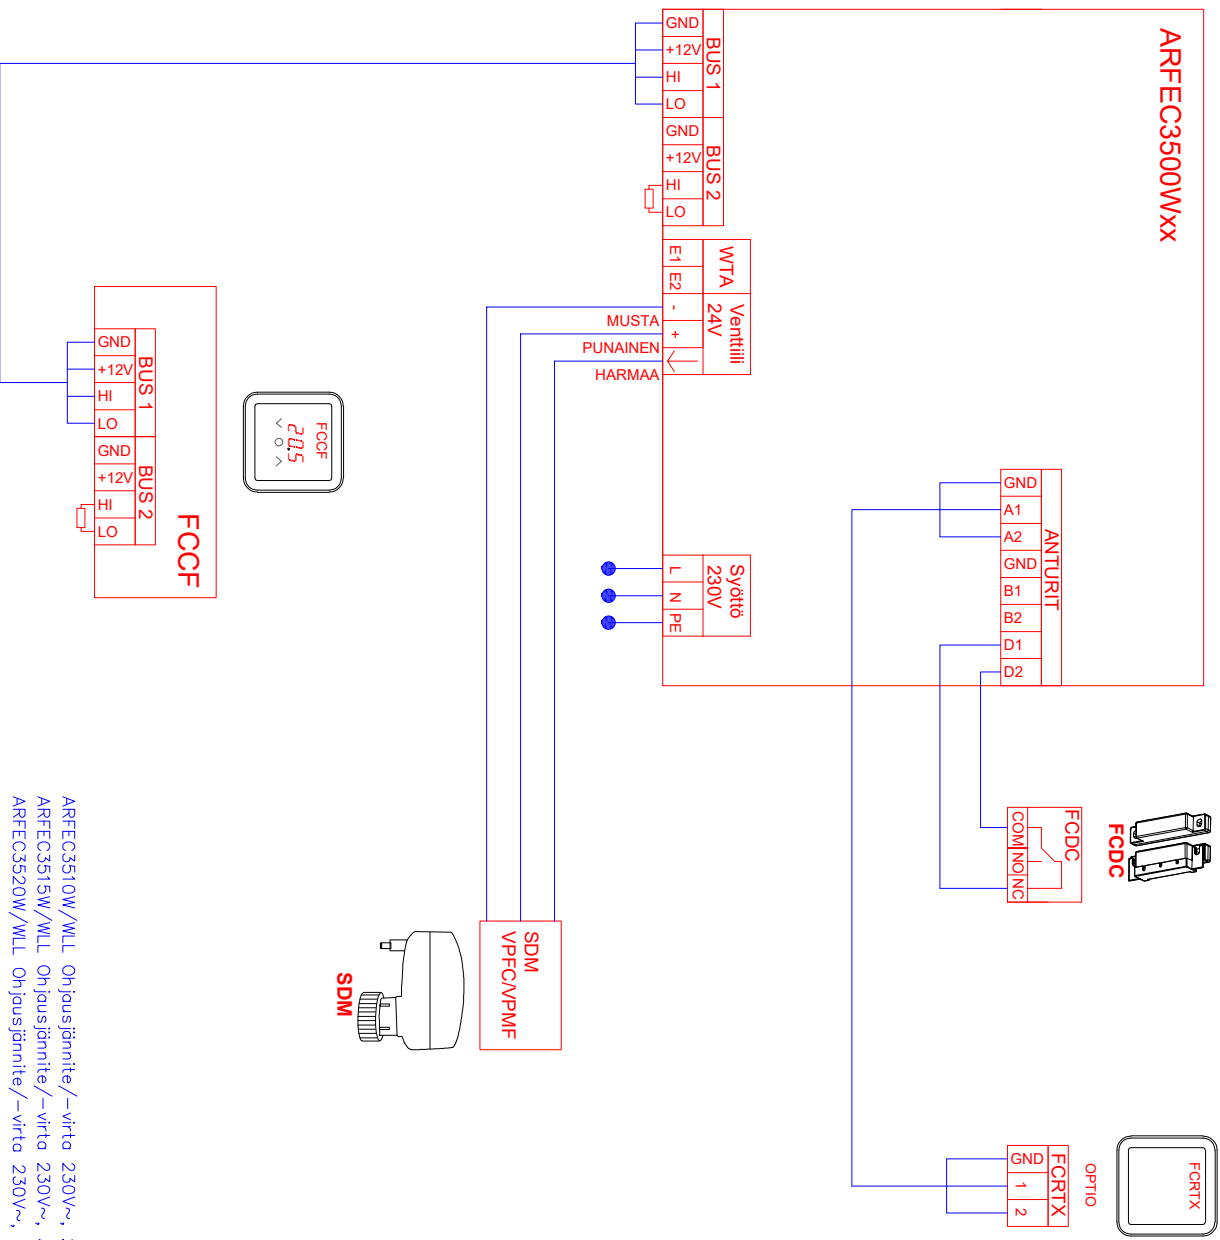 ARFEC3500Wxx
GND
+12V
HI
LO
BUS 1
GND
+12V
HI
LO
BUS 2
E1
E2
WTA
-
+
Venttiili
24V
MUSTA
PUNAINEN
HARMAA
L
N
PE
Syöttö
230V
GND
A1
A2
GND
B1
B2
D1
D2
ANTURIT
GND
+12V
HI
LO
BUS 1
GND
+12V
HI
LO
BUS 2
FCCF
FCCF
20.5
FCDC
COM
NO
NC
FCDC
SDM
VPFC/VPMF
SDM
FCRTX
GND
1
2
OPTIO
FCRTX
ARFEC3510W/WLL Ohjausjännite/-virta 230V~,
ARFEC3515W/WLL Ohjausjännite/-virta 230V~,
ARFEC3520W/WLL Ohjausjännite/-virta 230V~,